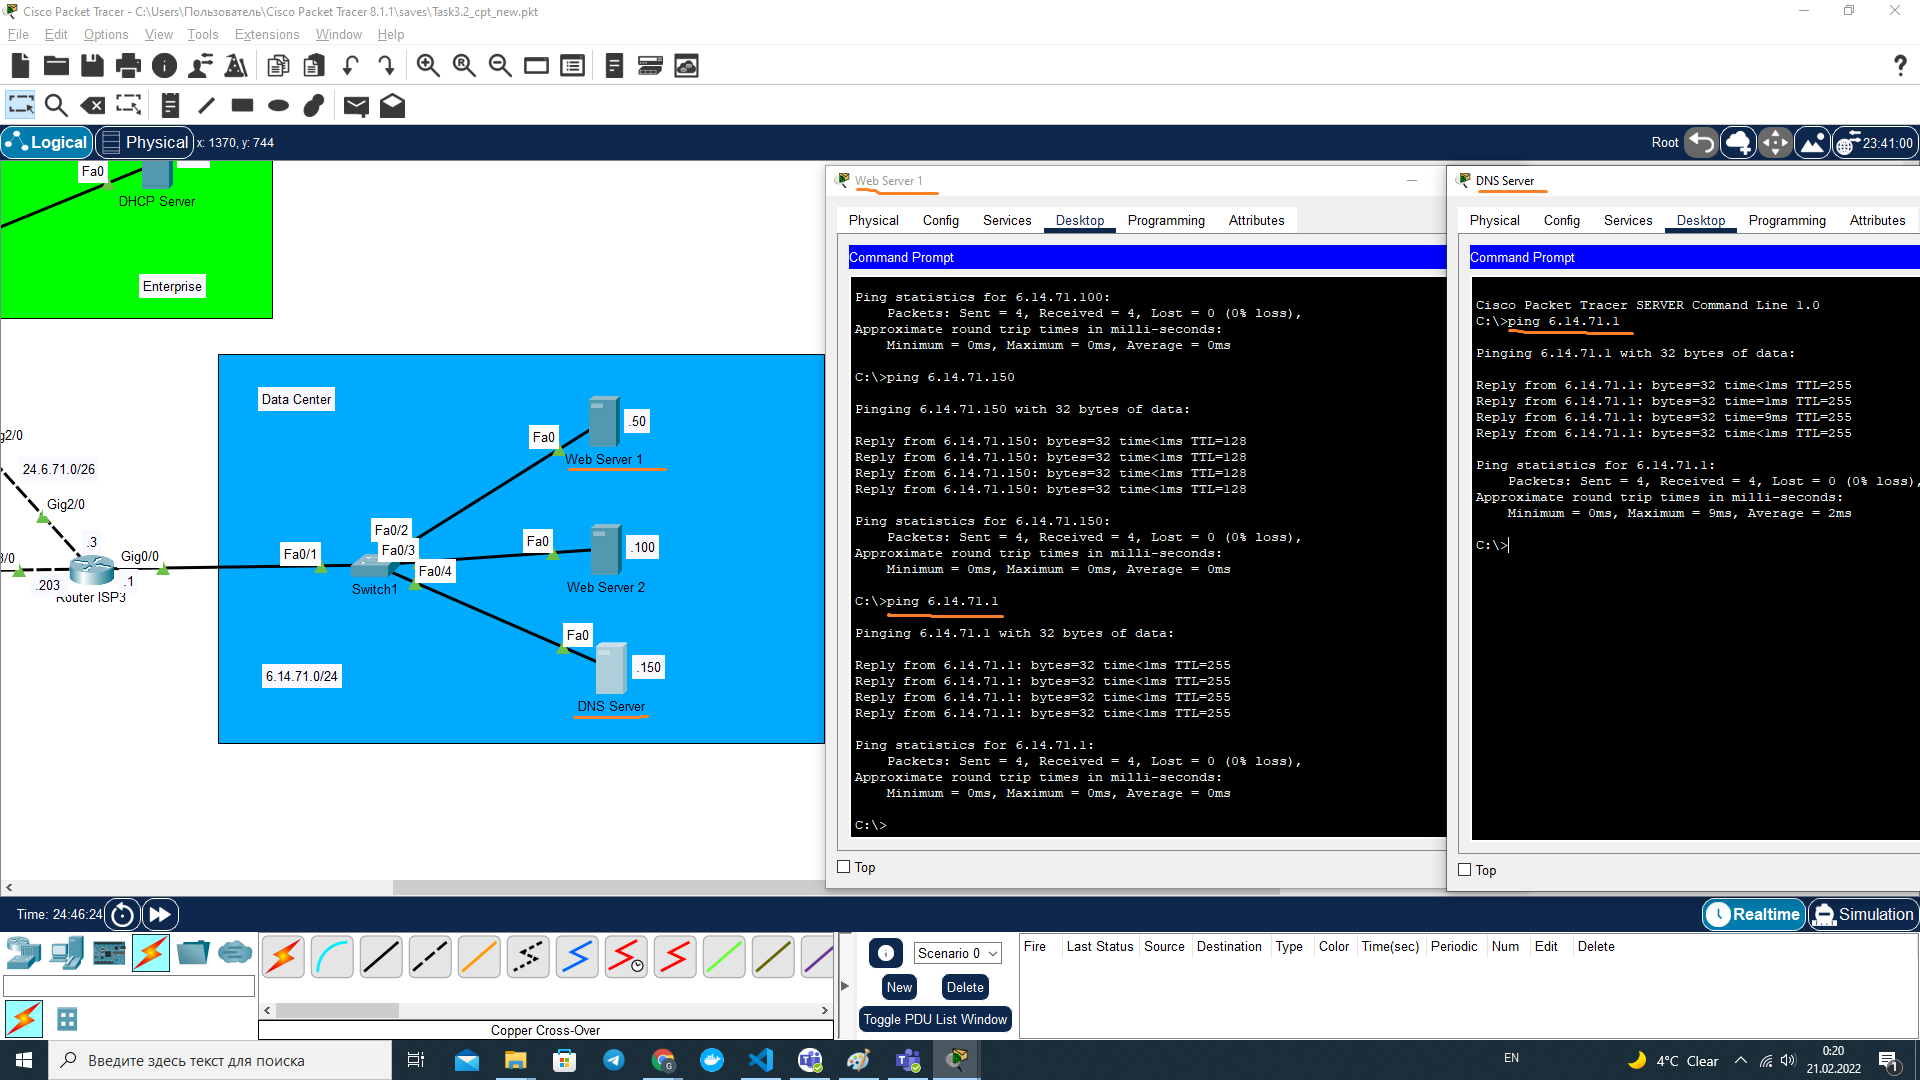 Cisco Packet Tracer - C:\Users\Пользователь\Cisco Packet Tracer 8.1.1\saves\Task3.2_cpt_new.pkt
File Edit Options View Tools Extensions Window Help
Logical Physical x: 1370, y: 744
Root 23:41:00
Fa0
DHCP Server
Enterprise
Data Center
.50
Fa0
Web Server 1
g2/0
24.6.71.0/26
Gig2/0
Fa0/2
.3
Fa0/3
Fa0
.100
3/0
Gig0/0
Fa0/1
Fa0/4
.203
.1
Switch1
Web Server 2
Router ISP3
Fa0
.150
6.14.71.0/24
DNS Server
Web Server 1
Physical Config Services Desktop Programming Attributes
Command Prompt
Ping statistics for 6.14.71.100:
Packets: Sent = 4, Received = 4, Lost = 0 (0% loss),
Approximate round trip times in milli-seconds:
Minimum = 0ms, Maximum = 0ms, Average = 0ms
C:\>ping 6.14.71.150
Pinging 6.14.71.150 with 32 bytes of data:
Reply from 6.14.71.150: bytes=32 time<1ms TTL=128
Reply from 6.14.71.150: bytes=32 time<1ms TTL=128
Reply from 6.14.71.150: bytes=32 time<1ms TTL=128
Reply from 6.14.71.150: bytes=32 time<1ms TTL=128
Ping statistics for 6.14.71.150:
Packets: Sent = 4, Received = 4, Lost = 0 (0% loss),
Approximate round trip times in milli-seconds:
Minimum = 0ms, Maximum = 0ms, Average = 0ms
C:\>ping 6.14.71.1
Pinging 6.14.71.1 with 32 bytes of data:
Reply from 6.14.71.1: bytes=32 time<1ms TTL=255
Reply from 6.14.71.1: bytes=32 time<1ms TTL=255
Reply from 6.14.71.1: bytes=32 time<1ms TTL=255
Reply from 6.14.71.1: bytes=32 time<1ms TTL=255
Ping statistics for 6.14.71.1:
Packets: Sent = 4, Received = 4, Lost = 0 (0% loss),
Approximate round trip times in milli-seconds:
Minimum = 0ms, Maximum = 0ms, Average = 0ms
C:\>
Top
DNS Server
Physical Config Services Desktop Programming Attributes
Command Prompt
Cisco Packet Tracer SERVER Command Line 1.0
C:\>ping 6.14.71.1
Pinging 6.14.71.1 with 32 bytes of data:
Reply from 6.14.71.1: bytes=32 time<1ms TTL=255
Reply from 6.14.71.1: bytes=32 time=1ms TTL=255
Reply from 6.14.71.1: bytes=32 time=9ms TTL=255
Reply from 6.14.71.1: bytes=32 time<1ms TTL=255
Ping statistics for 6.14.71.1:
Packets: Sent = 4, Received = 4, Lost = 0 (0% loss),
Approximate round trip times in milli-seconds:
Minimum = 0ms, Maximum = 9ms, Average = 2ms
C:\>
Top
Time: 24:46:24
Realtime Simulation
Scenario 0
New Delete
Toggle PDU List Window
Fire Last Status Source Destination Type Color Time(sec) Periodic Num Edit Delete
Copper Cross-Over
Введите здесь текст для поиска
EN
4°C Clear
0:20
21.02.2022
1